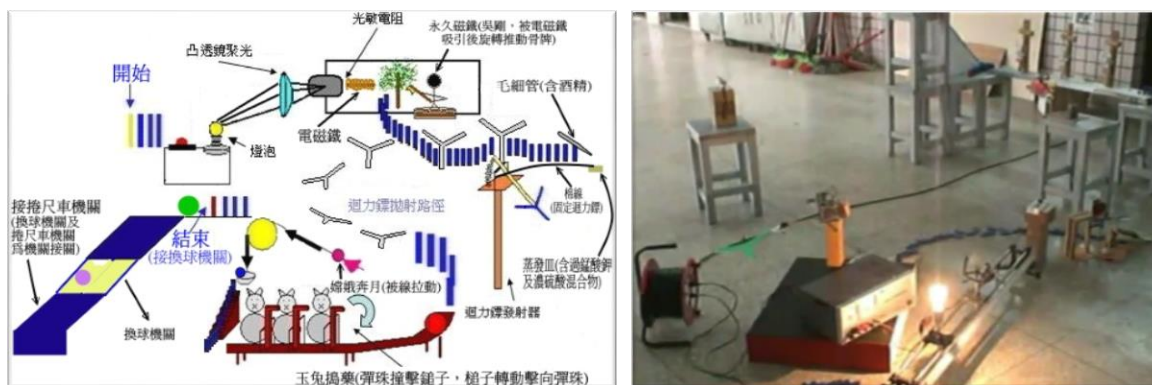 光敏電阻
永久磁鐵(吳剛,被電磁鐵
吸引後旋轉推動骨牌)
凸透鏡聚光
開始
毛細管(含酒精)
電磁鐵
燈泡
棉線
(固定迴力鏢)
迴力鏢拋射路徑
接捲尺車機關
(換球機關及
捲尺車機關
為機關接關)
結束
(接換球機關)
嫦娥奔月(被線拉動)
蒸發皿(含過錳酸鉀
及濃硫酸混合物)
迴力鏢發射器
換球機關
玉兔搗藥(彈珠撞擊鎚子,槌子轉動擊向彈珠)